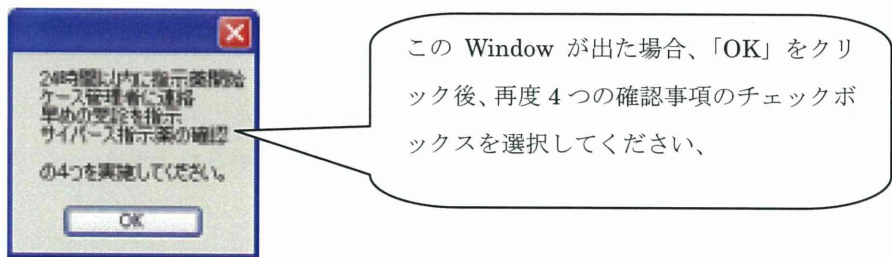 24時間以内に指示薬開始
ケース管理者に連絡
早めの受診を指示
サイパース指示薬の確認
の4つを実施してください。
OK
この Window が出た場合、「OK」をクリ
ック後、再度 4 つの確認事項のチェックボ
ックスを選択してください、